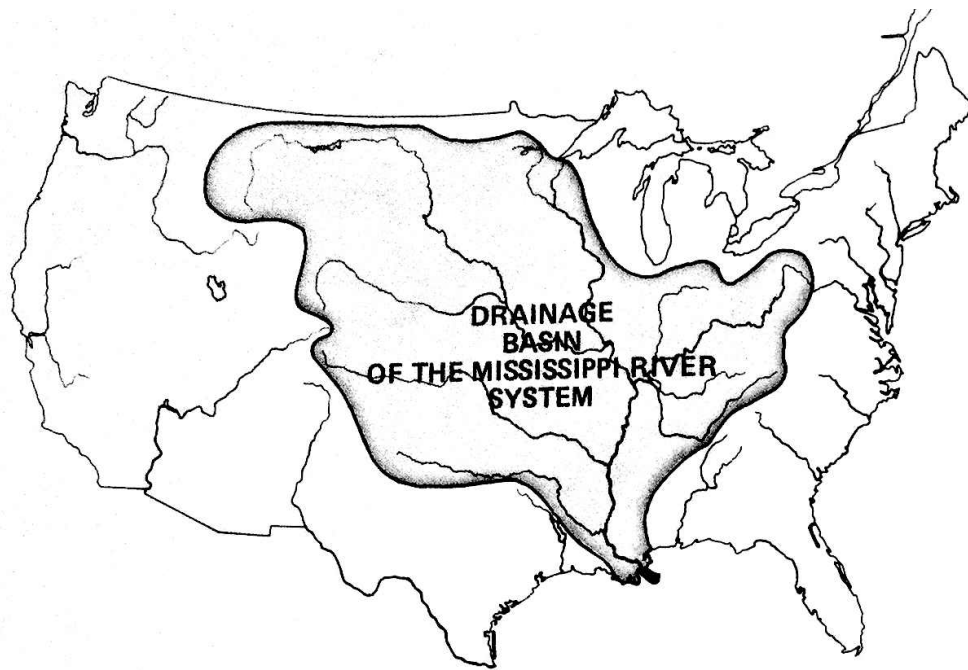 DRAINAGE
BASIN
OF THE MISSISSIPPI RIVER
SYSTEM